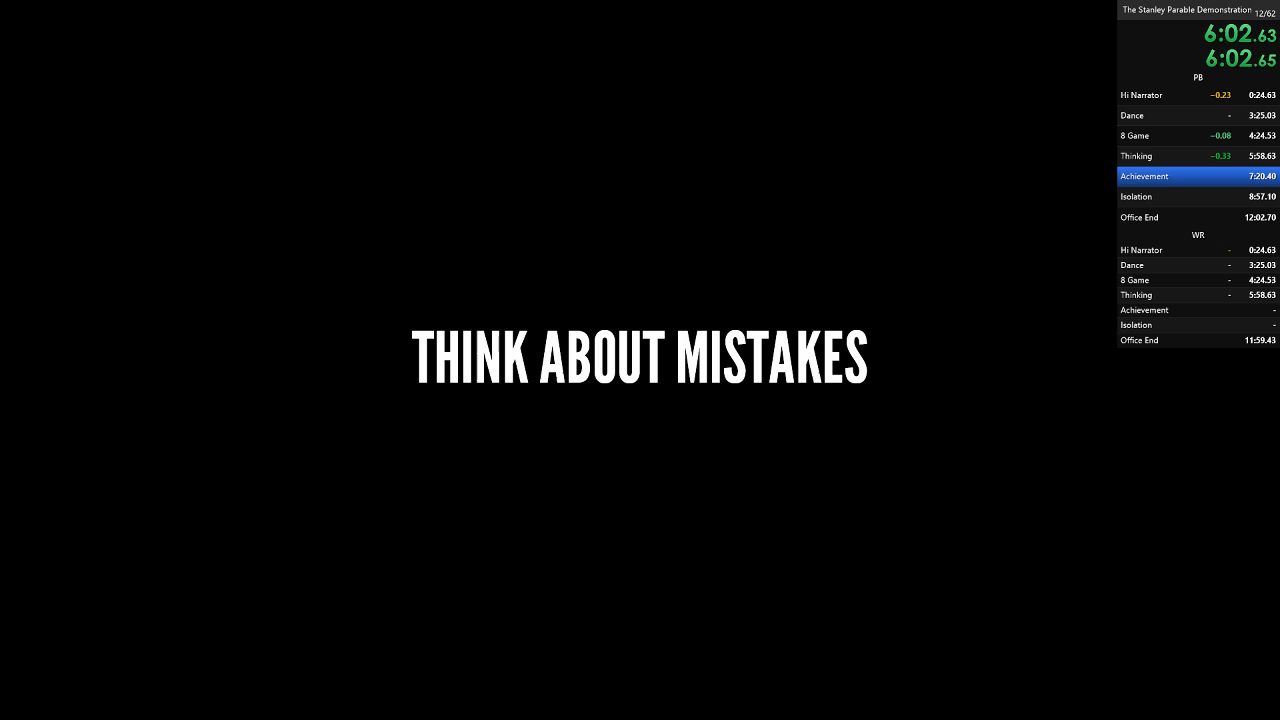 The Stanley Parable Demonstration 12/62
6:02.63
6:02.65
PB
Hi Narrator -0.23 0:24.63
Dance - 3:25.03
8 Game -0.08 4:24.53
Thinking -0.33 5:58.63
Achievement 7:20.40
Isolation 8:57.10
Office End 12:02.70
WR
Hi Narrator - 0:24.63
Dance - 3:25.03
8 Game - 4:24.53
Thinking - 5:58.63
Achievement -
Isolation -
Office End 11:59.43
THINK ABOUT MISTAKES